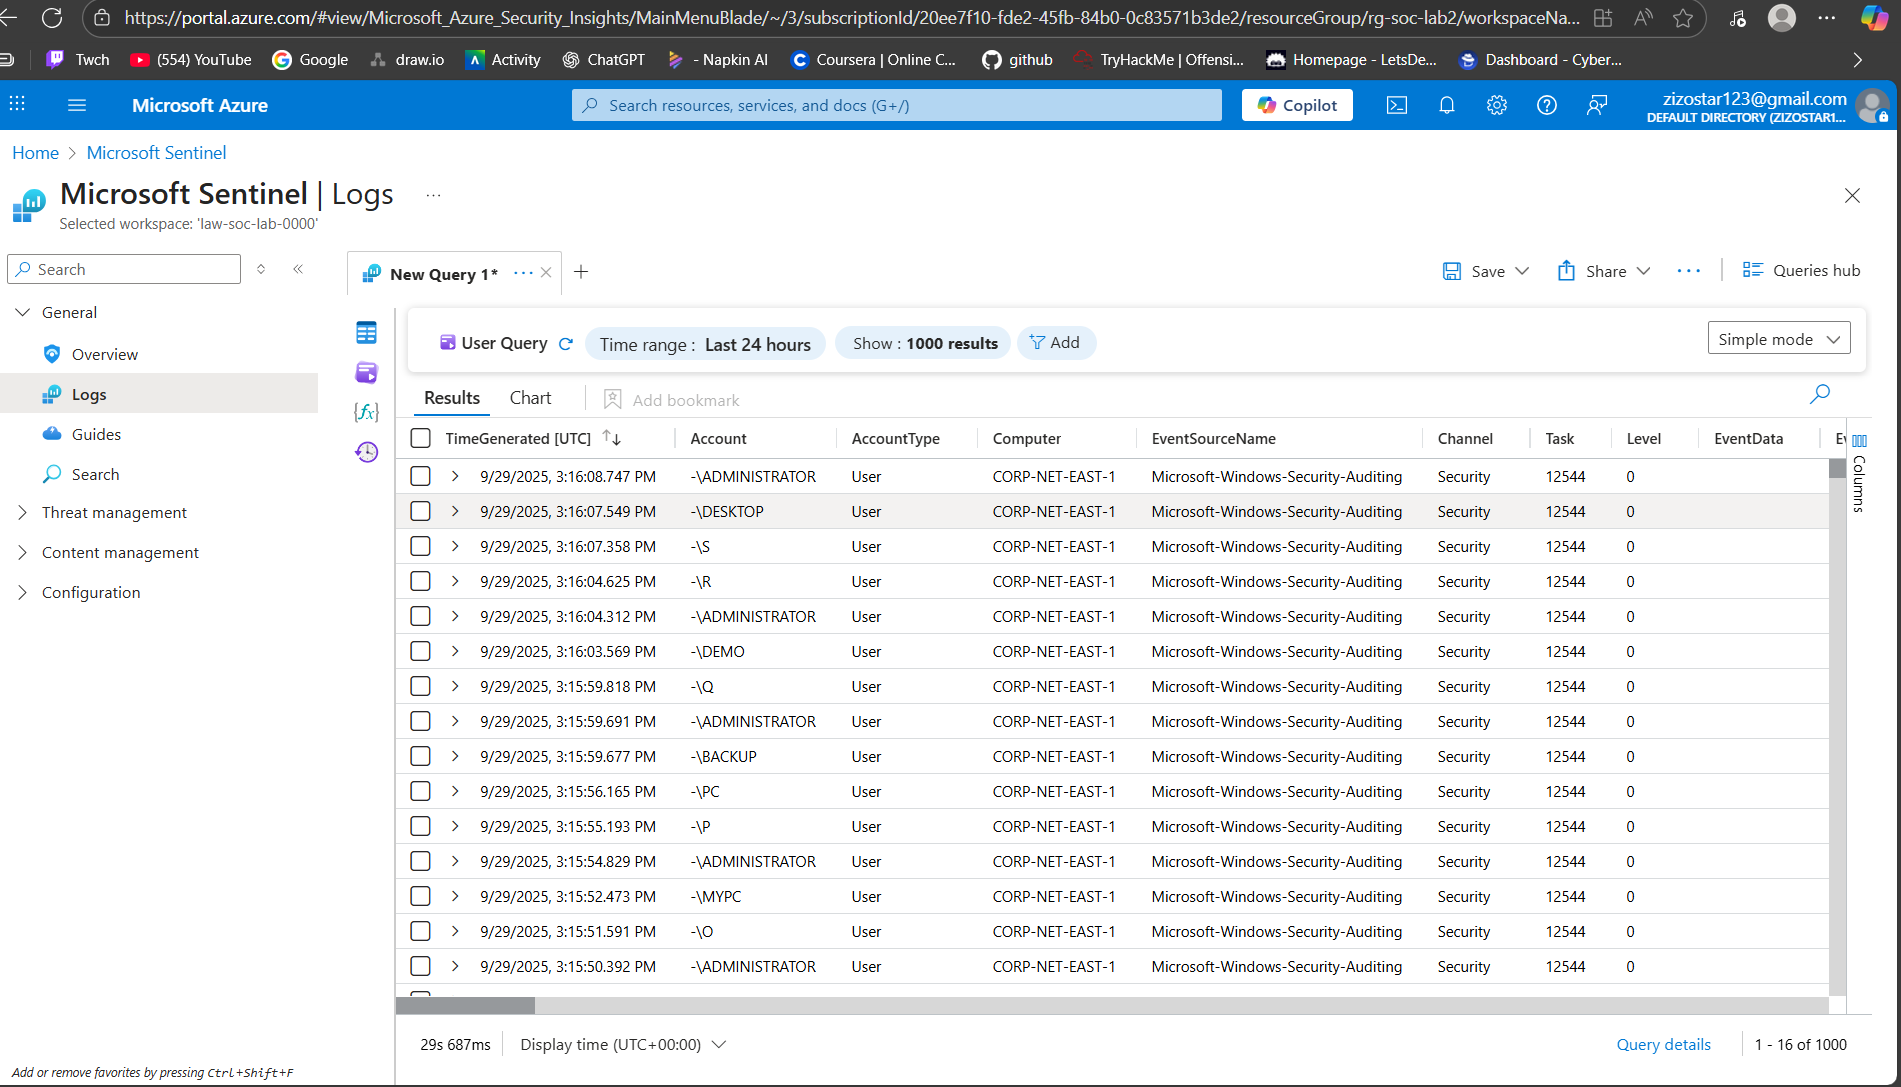 https://portal.azure.com/#view/Microsoft_Azure_Security_Insights/MainMenuBlade/~/3/subscriptionId/20ee7f10-fde2-45fb-84b0-0c83571b3de2/resourceGroup/rg-soc-lab2/workspaceNa...
Twch (554) YouTube Google draw.io Activity ChatGPT - Napkin AI Coursera | Online C... github TryHackMe | Offensi... Homepage - LetsDe... Dashboard - Cyber...
Microsoft Azure Search resources, services, and docs (G+/) Copilot zizostar123@gmail.com
DEFAULT DIRECTORY (ZIZOSTAR1...
Home > Microsoft Sentinel
Microsoft Sentinel | Logs ...
Selected workspace: 'law-soc-lab-0000'
Search
General
Overview
Logs
Guides
Search
Threat management
Content management
Configuration
Add or remove favorites by pressing Ctrl+Shift+F
New Query 1* ... Save Share ... Queries hub
User Query Time range : Last 24 hours Show : 1000 results Add Simple mode
Results Chart Add bookmark
TimeGenerated [UTC] Account AccountType Computer EventSourceName Channel Task Level EventData
Columns
9/29/2025, 3:16:08.747 PM -\ADMINISTRATOR User CORP-NET-EAST-1 Microsoft-Windows-Security-Auditing Security 12544 0
9/29/2025, 3:16:07.549 PM -\DESKTOP User CORP-NET-EAST-1 Microsoft-Windows-Security-Auditing Security 12544 0
9/29/2025, 3:16:07.358 PM -\S User CORP-NET-EAST-1 Microsoft-Windows-Security-Auditing Security 12544 0
9/29/2025, 3:16:04.625 PM -\R User CORP-NET-EAST-1 Microsoft-Windows-Security-Auditing Security 12544 0
9/29/2025, 3:16:04.312 PM -\ADMINISTRATOR User CORP-NET-EAST-1 Microsoft-Windows-Security-Auditing Security 12544 0
9/29/2025, 3:16:03.569 PM -\DEMO User CORP-NET-EAST-1 Microsoft-Windows-Security-Auditing Security 12544 0
9/29/2025, 3:15:59.818 PM -\Q User CORP-NET-EAST-1 Microsoft-Windows-Security-Auditing Security 12544 0
9/29/2025, 3:15:59.691 PM -\ADMINISTRATOR User CORP-NET-EAST-1 Microsoft-Windows-Security-Auditing Security 12544 0
9/29/2025, 3:15:59.677 PM -\BACKUP User CORP-NET-EAST-1 Microsoft-Windows-Security-Auditing Security 12544 0
9/29/2025, 3:15:56.165 PM -\PC User CORP-NET-EAST-1 Microsoft-Windows-Security-Auditing Security 12544 0
9/29/2025, 3:15:55.193 PM -\P User CORP-NET-EAST-1 Microsoft-Windows-Security-Auditing Security 12544 0
9/29/2025, 3:15:54.829 PM -\ADMINISTRATOR User CORP-NET-EAST-1 Microsoft-Windows-Security-Auditing Security 12544 0
9/29/2025, 3:15:52.473 PM -\MYPC User CORP-NET-EAST-1 Microsoft-Windows-Security-Auditing Security 12544 0
9/29/2025, 3:15:51.591 PM -\O User CORP-NET-EAST-1 Microsoft-Windows-Security-Auditing Security 12544 0
9/29/2025, 3:15:50.392 PM -\ADMINISTRATOR User CORP-NET-EAST-1 Microsoft-Windows-Security-Auditing Security 12544 0
29s 687ms Display time (UTC+00:00) Query details 1 - 16 of 1000